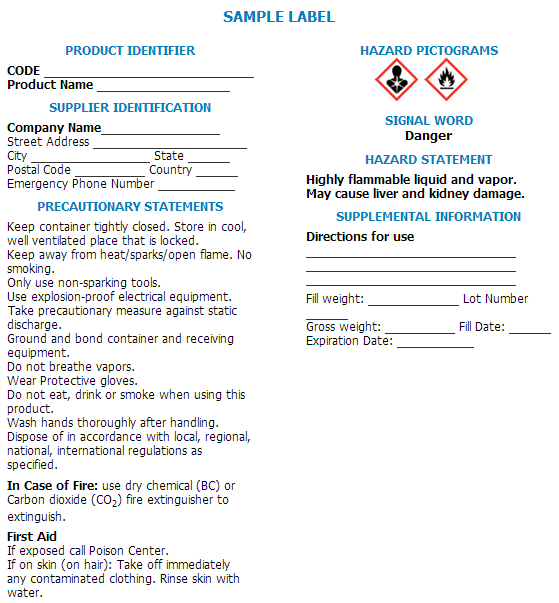 SAMPLE LABEL
PRODUCT IDENTIFIER
CODE ______________________________
Product Name ___________________
SUPPLIER IDENTIFICATION
Company Name_________________
Street Address ______________________
City _________________ State ______
Postal Code __________ Country ______
Emergency Phone Number ___________
PRECAUTIONARY STATEMENTS
Keep container tightly closed. Store in cool,
well ventilated place that is locked.
Keep away from heat/sparks/open flame. No
smoking.
Only use non-sparking tools.
Use explosion-proof electrical equipment.
Take precautionary measure against static
discharge.
Ground and bond container and receiving
equipment.
Do not breathe vapors.
Wear Protective gloves.
Do not eat, drink or smoke when using this
product.
Wash hands thoroughly after handling.
Dispose of in accordance with local, regional,
national, international regulations as
specified.
In Case of Fire: use dry chemical (BC) or
Carbon dioxide (CO₂) fire extinguisher to
extinguish.
First Aid
If exposed call Poison Center.
If on skin (on hair): Take off immediately
any contaminated clothing. Rinse skin with
water.
HAZARD PICTOGRAMS
SIGNAL WORD
Danger
HAZARD STATEMENT
Highly flammable liquid and vapor.
May cause liver and kidney damage.
SUPPLEMENTAL INFORMATION
Directions for use
______________________________
______________________________
______________________________
Fill weight: _____________ Lot Number
______
Gross weight: __________ Fill Date: ______
Expiration Date: ___________